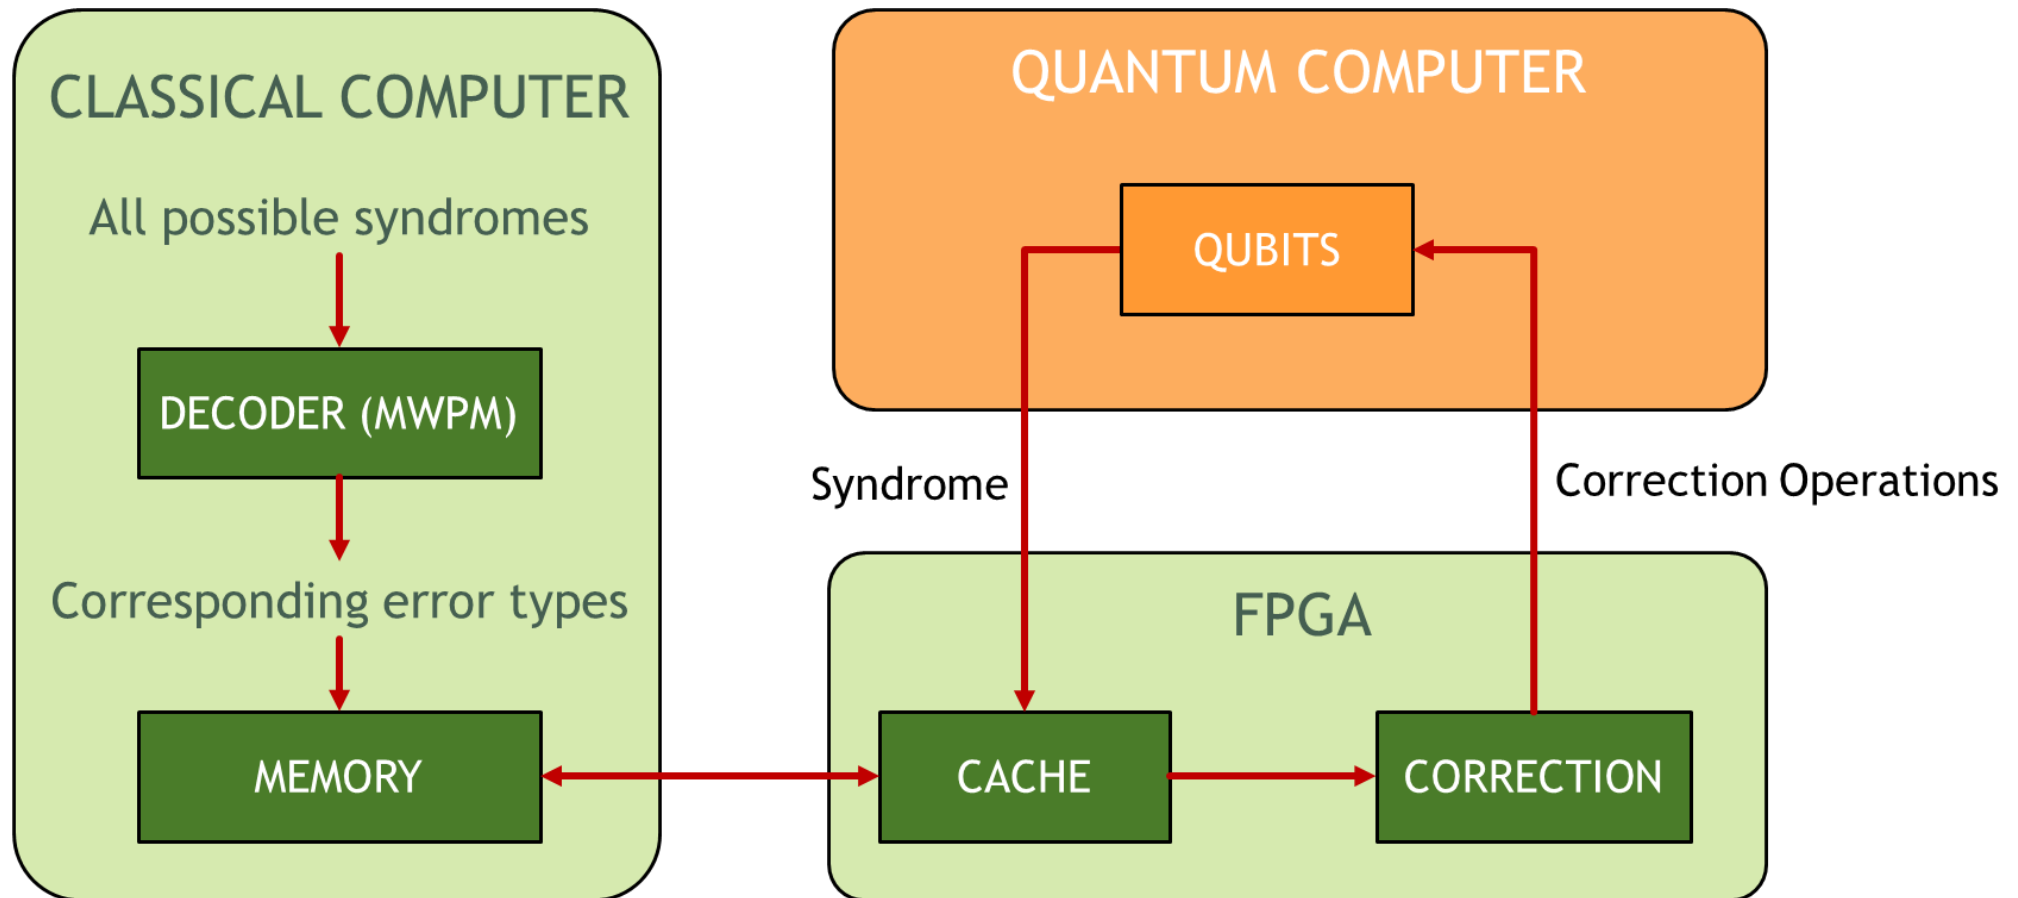 CLASSICAL COMPUTER
All possible syndromes
DECODER (MWPM)
Corresponding error types
MEMORY
QUANTUM COMPUTER
QUBITS
Syndrome
Correction Operations
FPGA
CACHE
CORRECTION